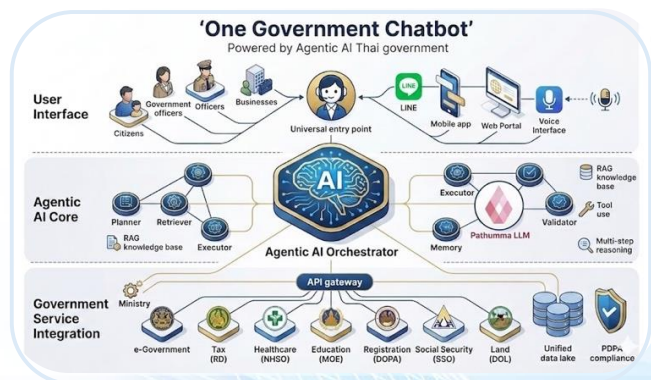 'One Government Chatbot'
Powered by Agentic AI Thai government
User
Interface
Citizens
Government
officers
Officers
Businesses
Universal entry point
LINE
LINE
Mobile app
Web Portal
Voice
Interface
Agentic
AI Core
Planner
Retriever
Executor
RAG
knowledge base
AI
Agentic AI Orchestrator
Executor
Memory
Pathumma LLM
Validator
RAG
knowledge
base
Tool
use
Multi-step
reasoning
Government
Service
Integration
Ministry
API gateway
e-Government
Tax
(RD)
Healthcare
(NHSO)
Education
(MOE)
Registration
(DOPA)
Social Security
(SSO)
Land
(DOL)
Unified
data lake
PDPA
compliance